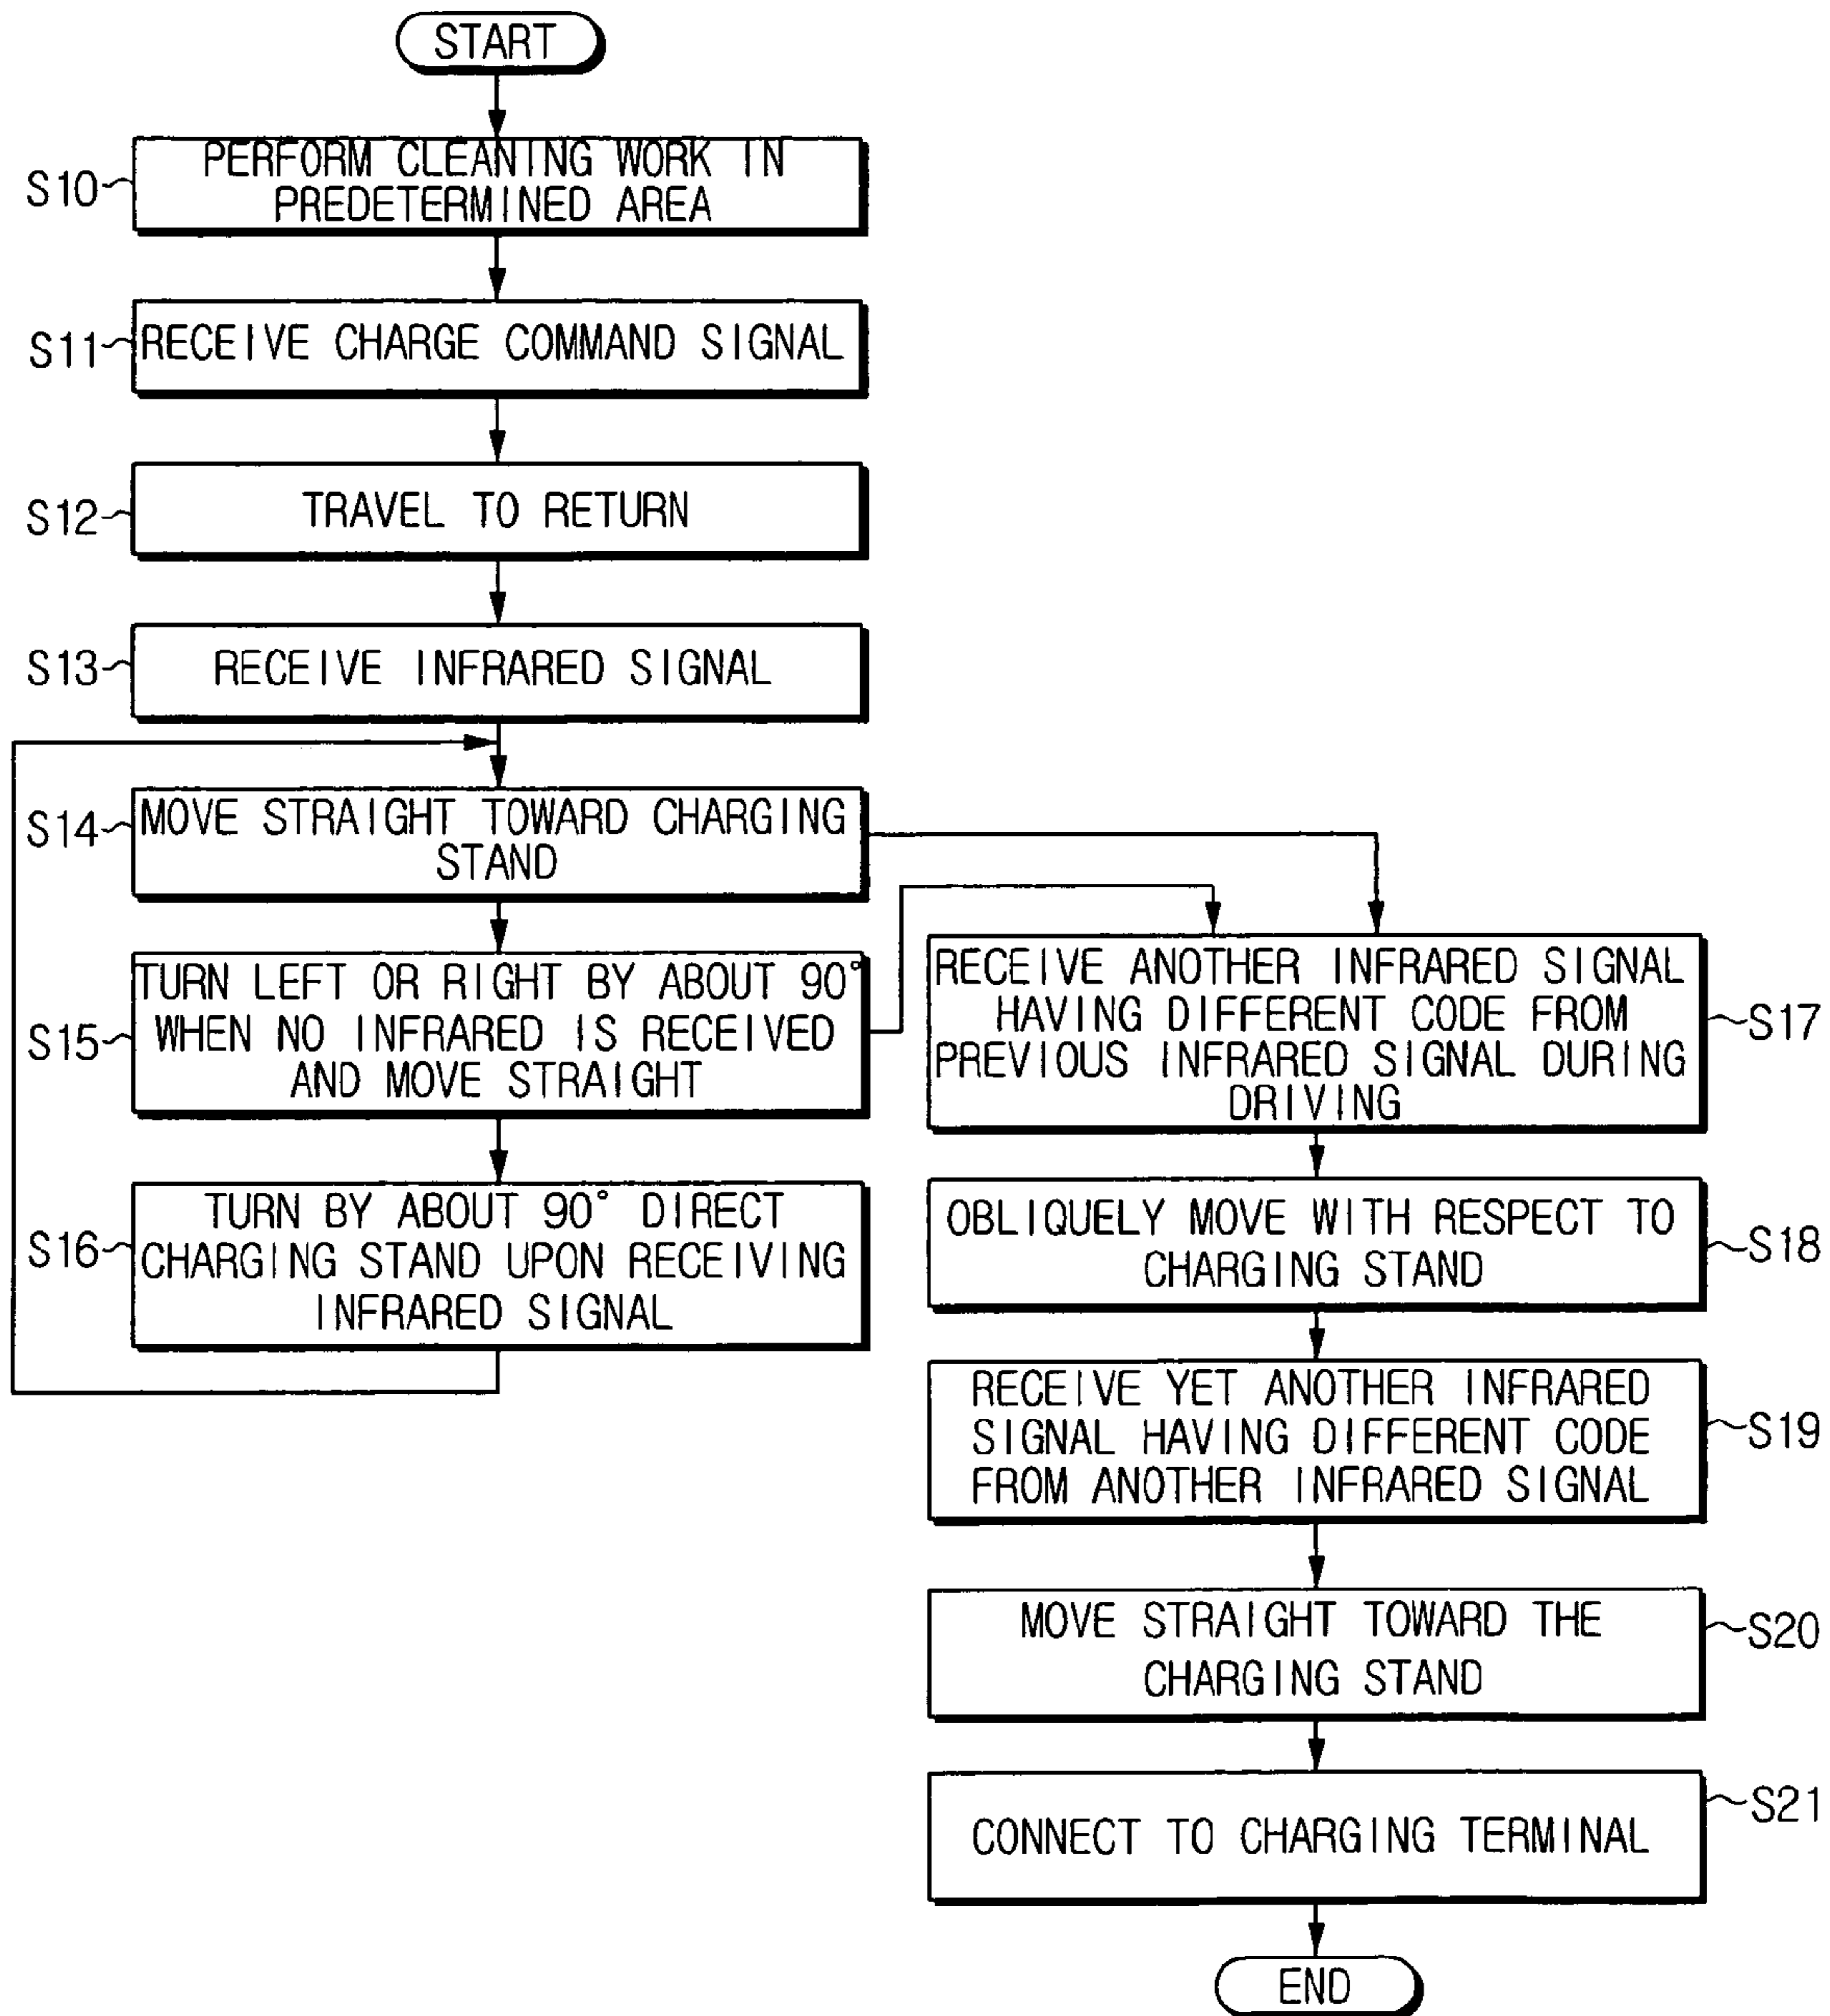 START
S10
PERFORM CLEANING WORK IN
PREDETERMINED AREA
S11
RECEIVE CHARGE COMMAND SIGNAL
S12
TRAVEL TO RETURN
S13
RECEIVE INFRARED SIGNAL
S14
MOVE STRAIGHT TOWARD CHARGING
STAND
S15
TURN LEFT OR RIGHT BY ABOUT 90°
WHEN NO INFRARED IS RECEIVED
AND MOVE STRAIGHT
S16
TURN BY ABOUT 90° DIRECT
CHARGING STAND UPON RECEIVING
INFRARED SIGNAL
RECEIVE ANOTHER INFRARED SIGNAL
HAVING DIFFERENT CODE FROM
PREVIOUS INFRARED SIGNAL DURING
DRIVING
S17
OBLIQUELY MOVE WITH RESPECT TO
CHARGING STAND
S18
RECEIVE YET ANOTHER INFRARED
SIGNAL HAVING DIFFERENT CODE
FROM ANOTHER INFRARED SIGNAL
S19
MOVE STRAIGHT TOWARD THE
CHARGING STAND
S20
CONNECT TO CHARGING TERMINAL
S21
END